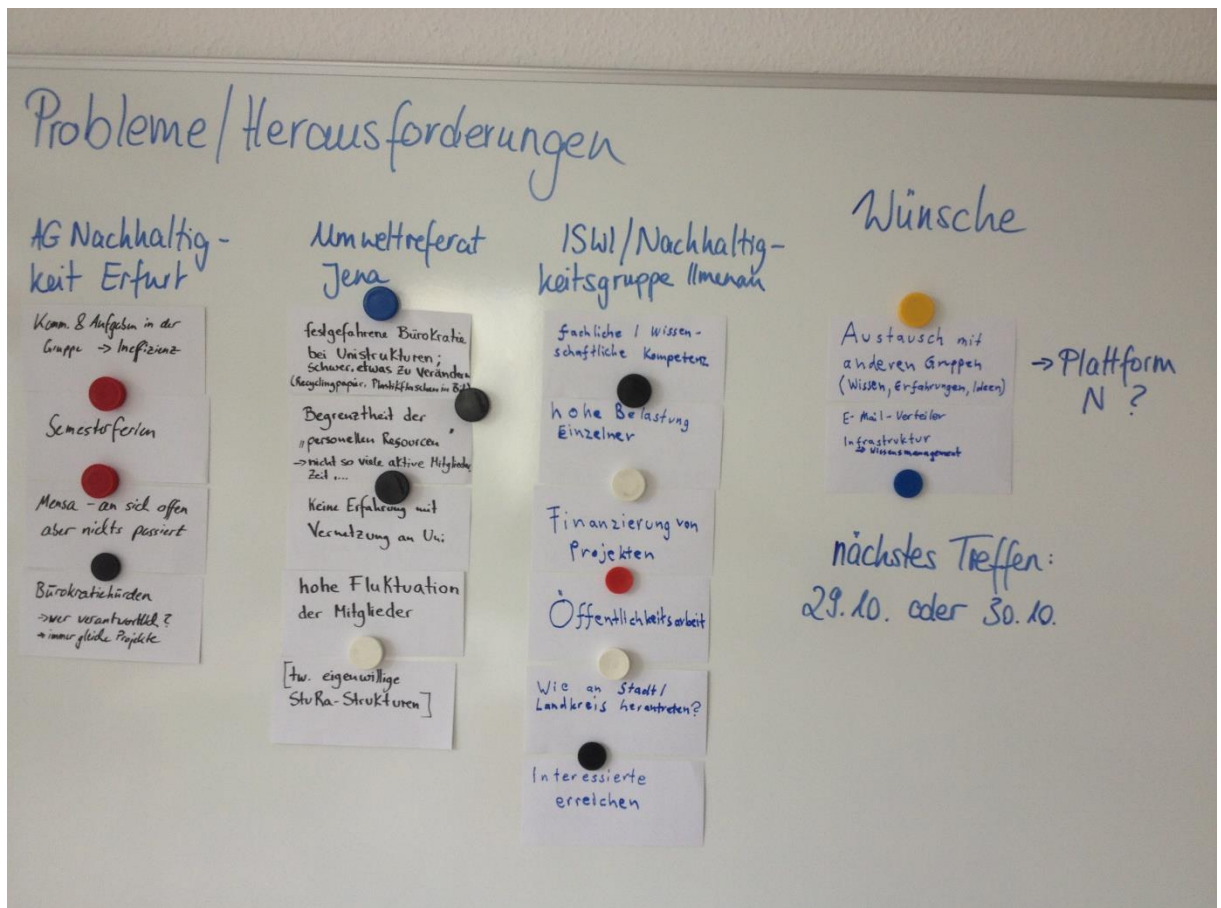 Probleme/Herausforderungen
AG Nachhaltig-
keit Erfurt
Komm. & Aufgaben in der
Gruppe → Ineffizienz
Semesterferien
Mensa - an sich offen
aber nichts passiert
Bürokratiehürden
→ wer verantwortlich?
→ immer gleiche Projekte
Umweltreferat
Jena
festgefahrene Bürokratie
bei Unistrukturen;
schwer, etwas zu verändern
(Recyclingpapier, Plastikflaschen in
Begrenztheit der
„personellen Resourcen"
→ nicht so viele aktive Mitglieder,
Zeit ,...
Keine Erfahrung mit
Vernetzung an Uni
hohe Fluktuation
der Mitglieder
[tw. eigenwillige
StuRa-Strukturen]
ISWI/Nachhaltig-
keitsgruppe Ilmenau
fachliche / Wissen-
schaftliche Kompetenz
hohe Belastung
Einzelner
Finanzierung von
Projekten
Öffentlichkeitsarbeit
Wie an Stadt/
Landkreis herantreten?
Interessierte
erreichen
Wünsche
Austausch mit
anderen Gruppen
(Wissen, Erfahrungen, Ideen)
→ Plattform
N ?
E-Mail-Verteiler
Infrastruktur
→ Wissensmanagement
nächstes Treffen:
29.10. oder 30.10.